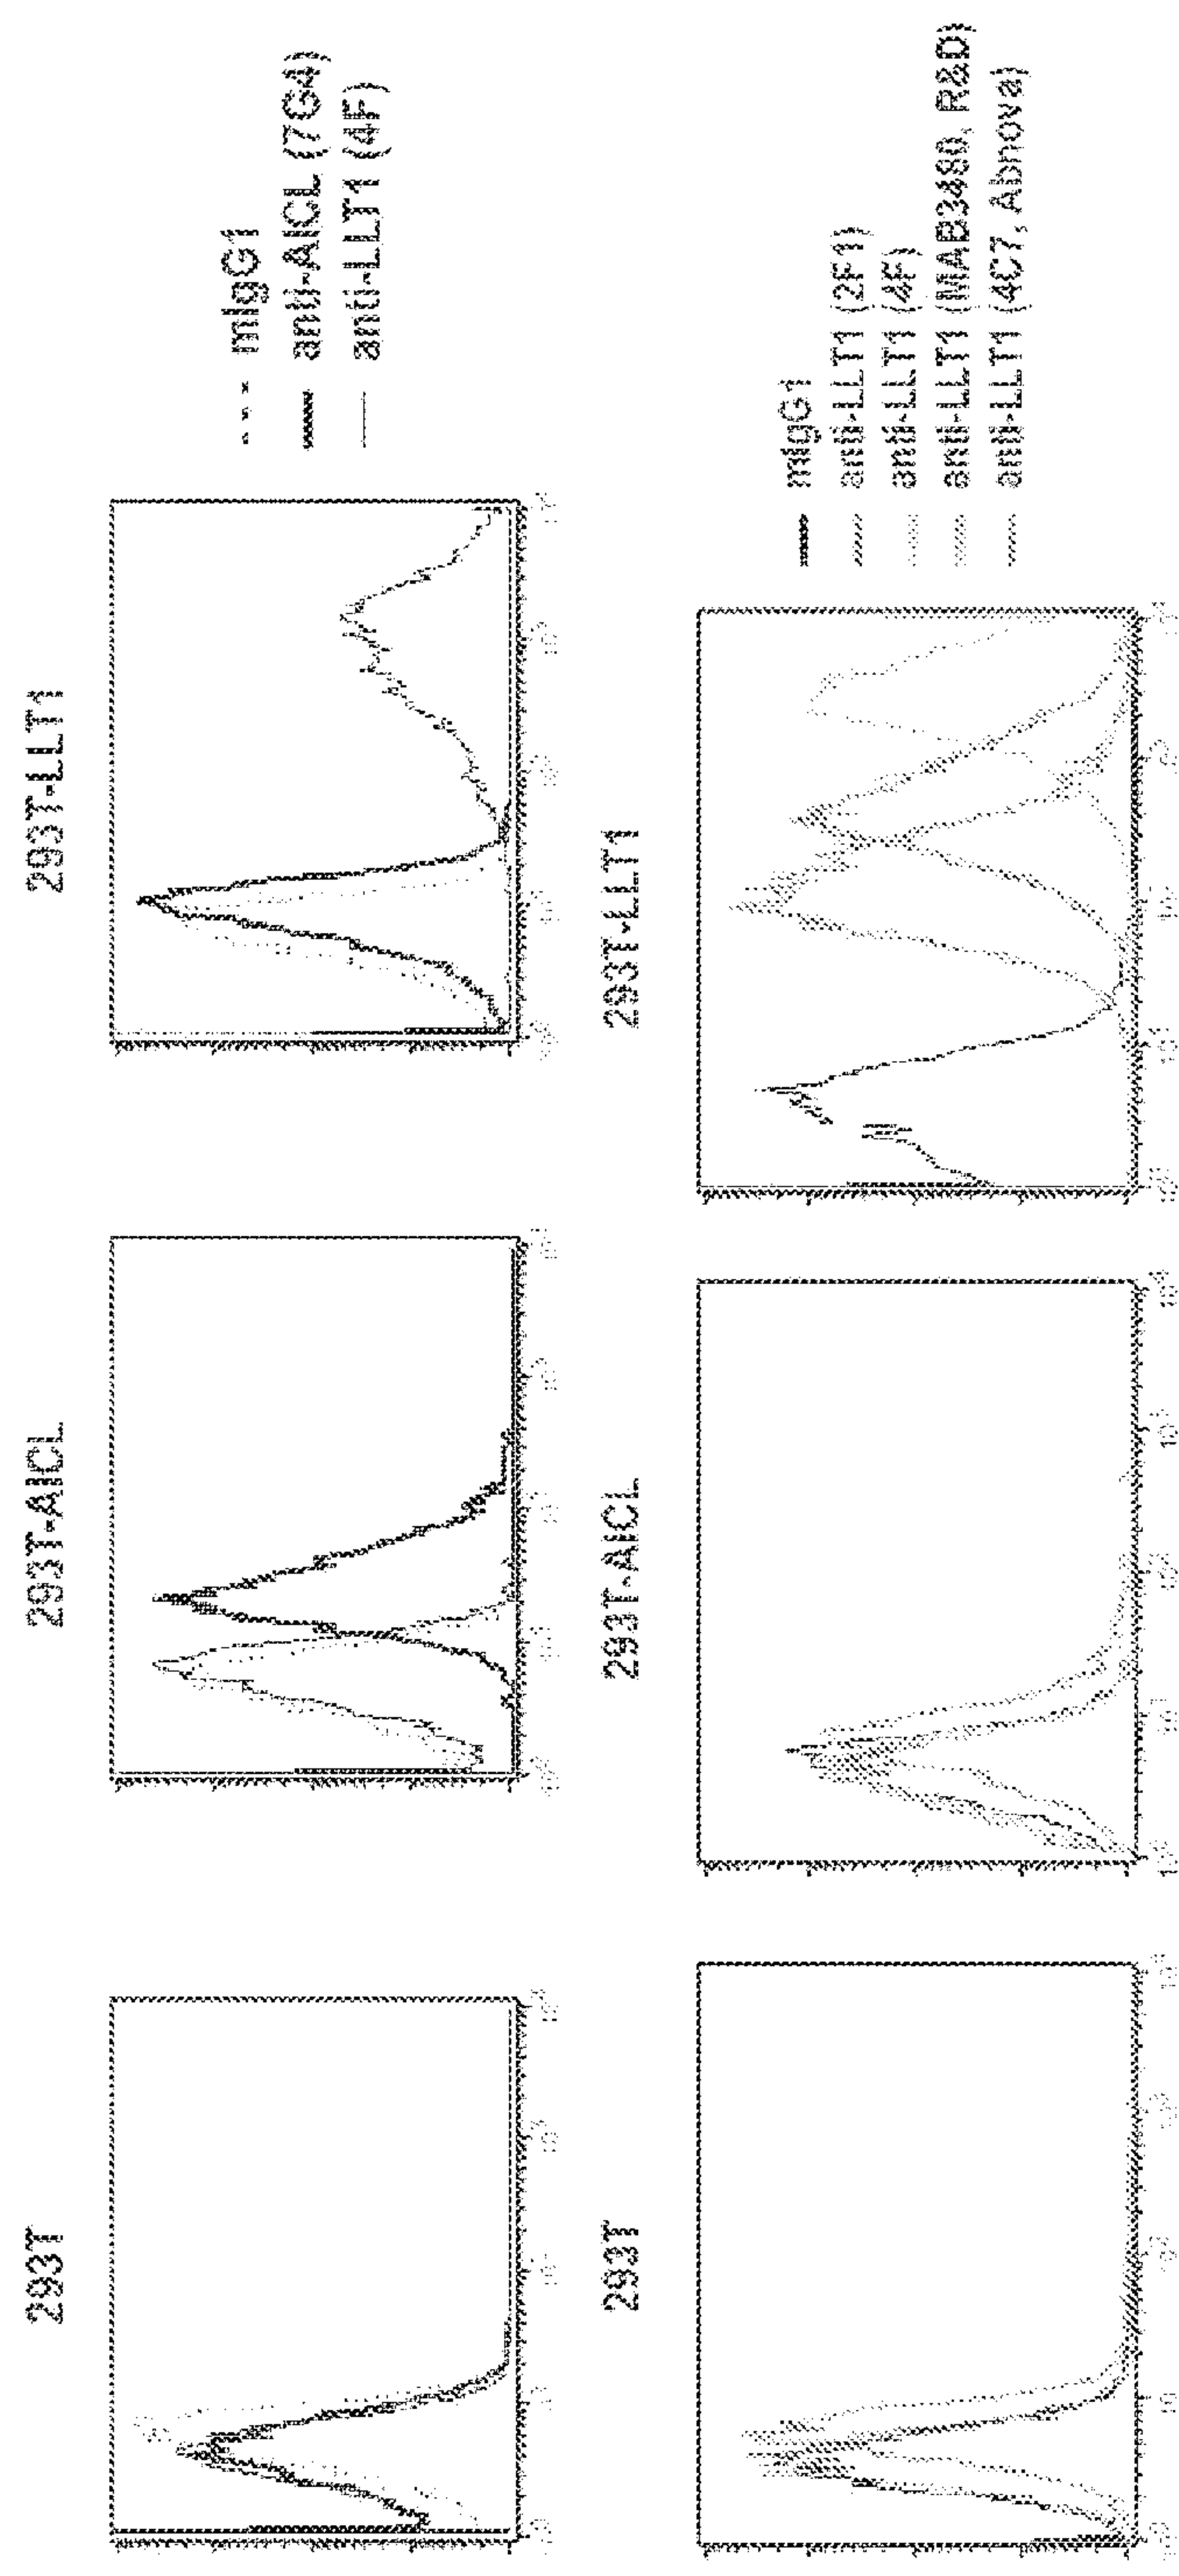 293T
293T-AICL
293T-LLT1
mIgG1
anti-AICL (7G4)
anti-LLT1 (4F)
293T
293T-AICL
293T-LLT1
mIgG1
anti-LLT1 (2F1)
anti-LLT1 (4F)
anti-LLT1 (MAB3480, R&D)
anti-LLT1 (4C7, Abnova)